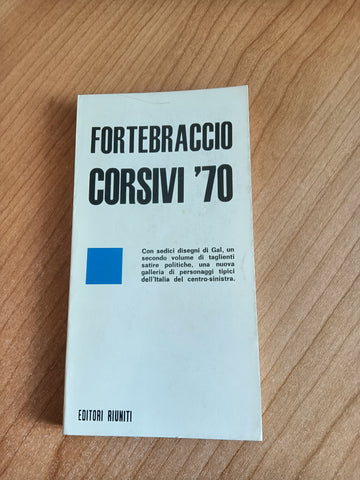 FORTEBRACCIO
CORSIVI '70
Con sedici disegni di Gal, un
secondo volume di taglienti
satire politiche, una nuova
galleria di personaggi tipici
dell'Italia del centro-sinistra.
EDITORI RIUNITI